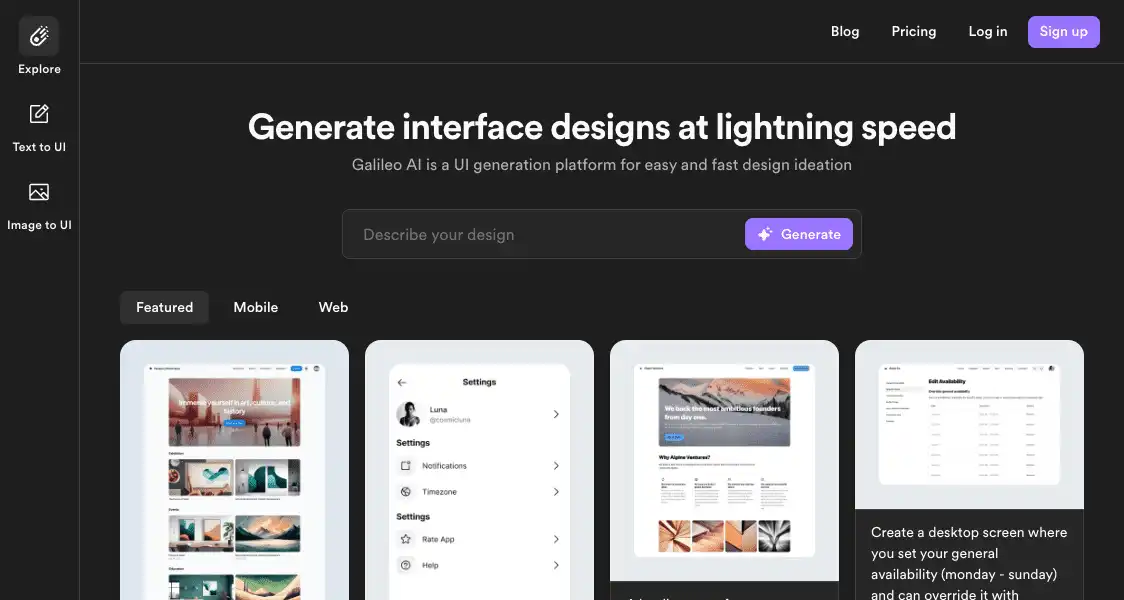 Explore
Text to UI
Image to UI
Blog
Pricing
Log in
Sign up
Generate interface designs at lightning speed
Galileo AI is a UI generation platform for easy and fast design ideation
Describe your design
Generate
Featured
Mobile
Web
Immerse yourself in art, culture, and
history
Exhibitions
Events
Education
Settings
Luna
@cosmicluna
Settings
Notifications
Timezone
Settings
Rate App
Help
We back the most ambitious founders
from day one.
Why Alpine Ventures?
Edit Availability
Create a desktop screen where
you set your general
availability (monday - sunday)
and can override it with